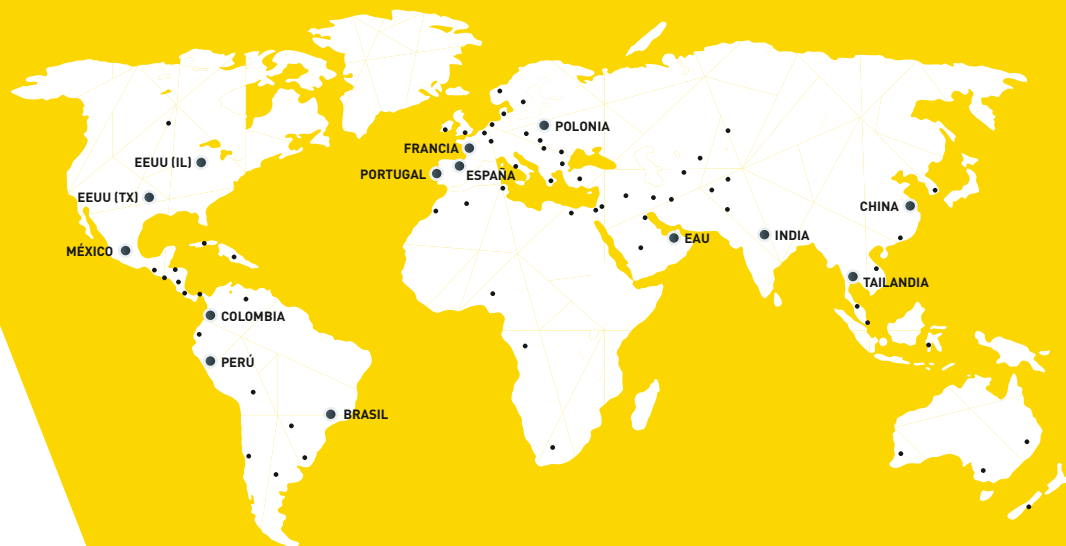 POLONIA
FRANCIA
EEUU (IL)
PORTUGAL
ESPAÑA
EEUU (TX)
CHINA
INDIA
EAU
MÉXICO
TAILANDIA
COLOMBIA
PERÚ
BRASIL